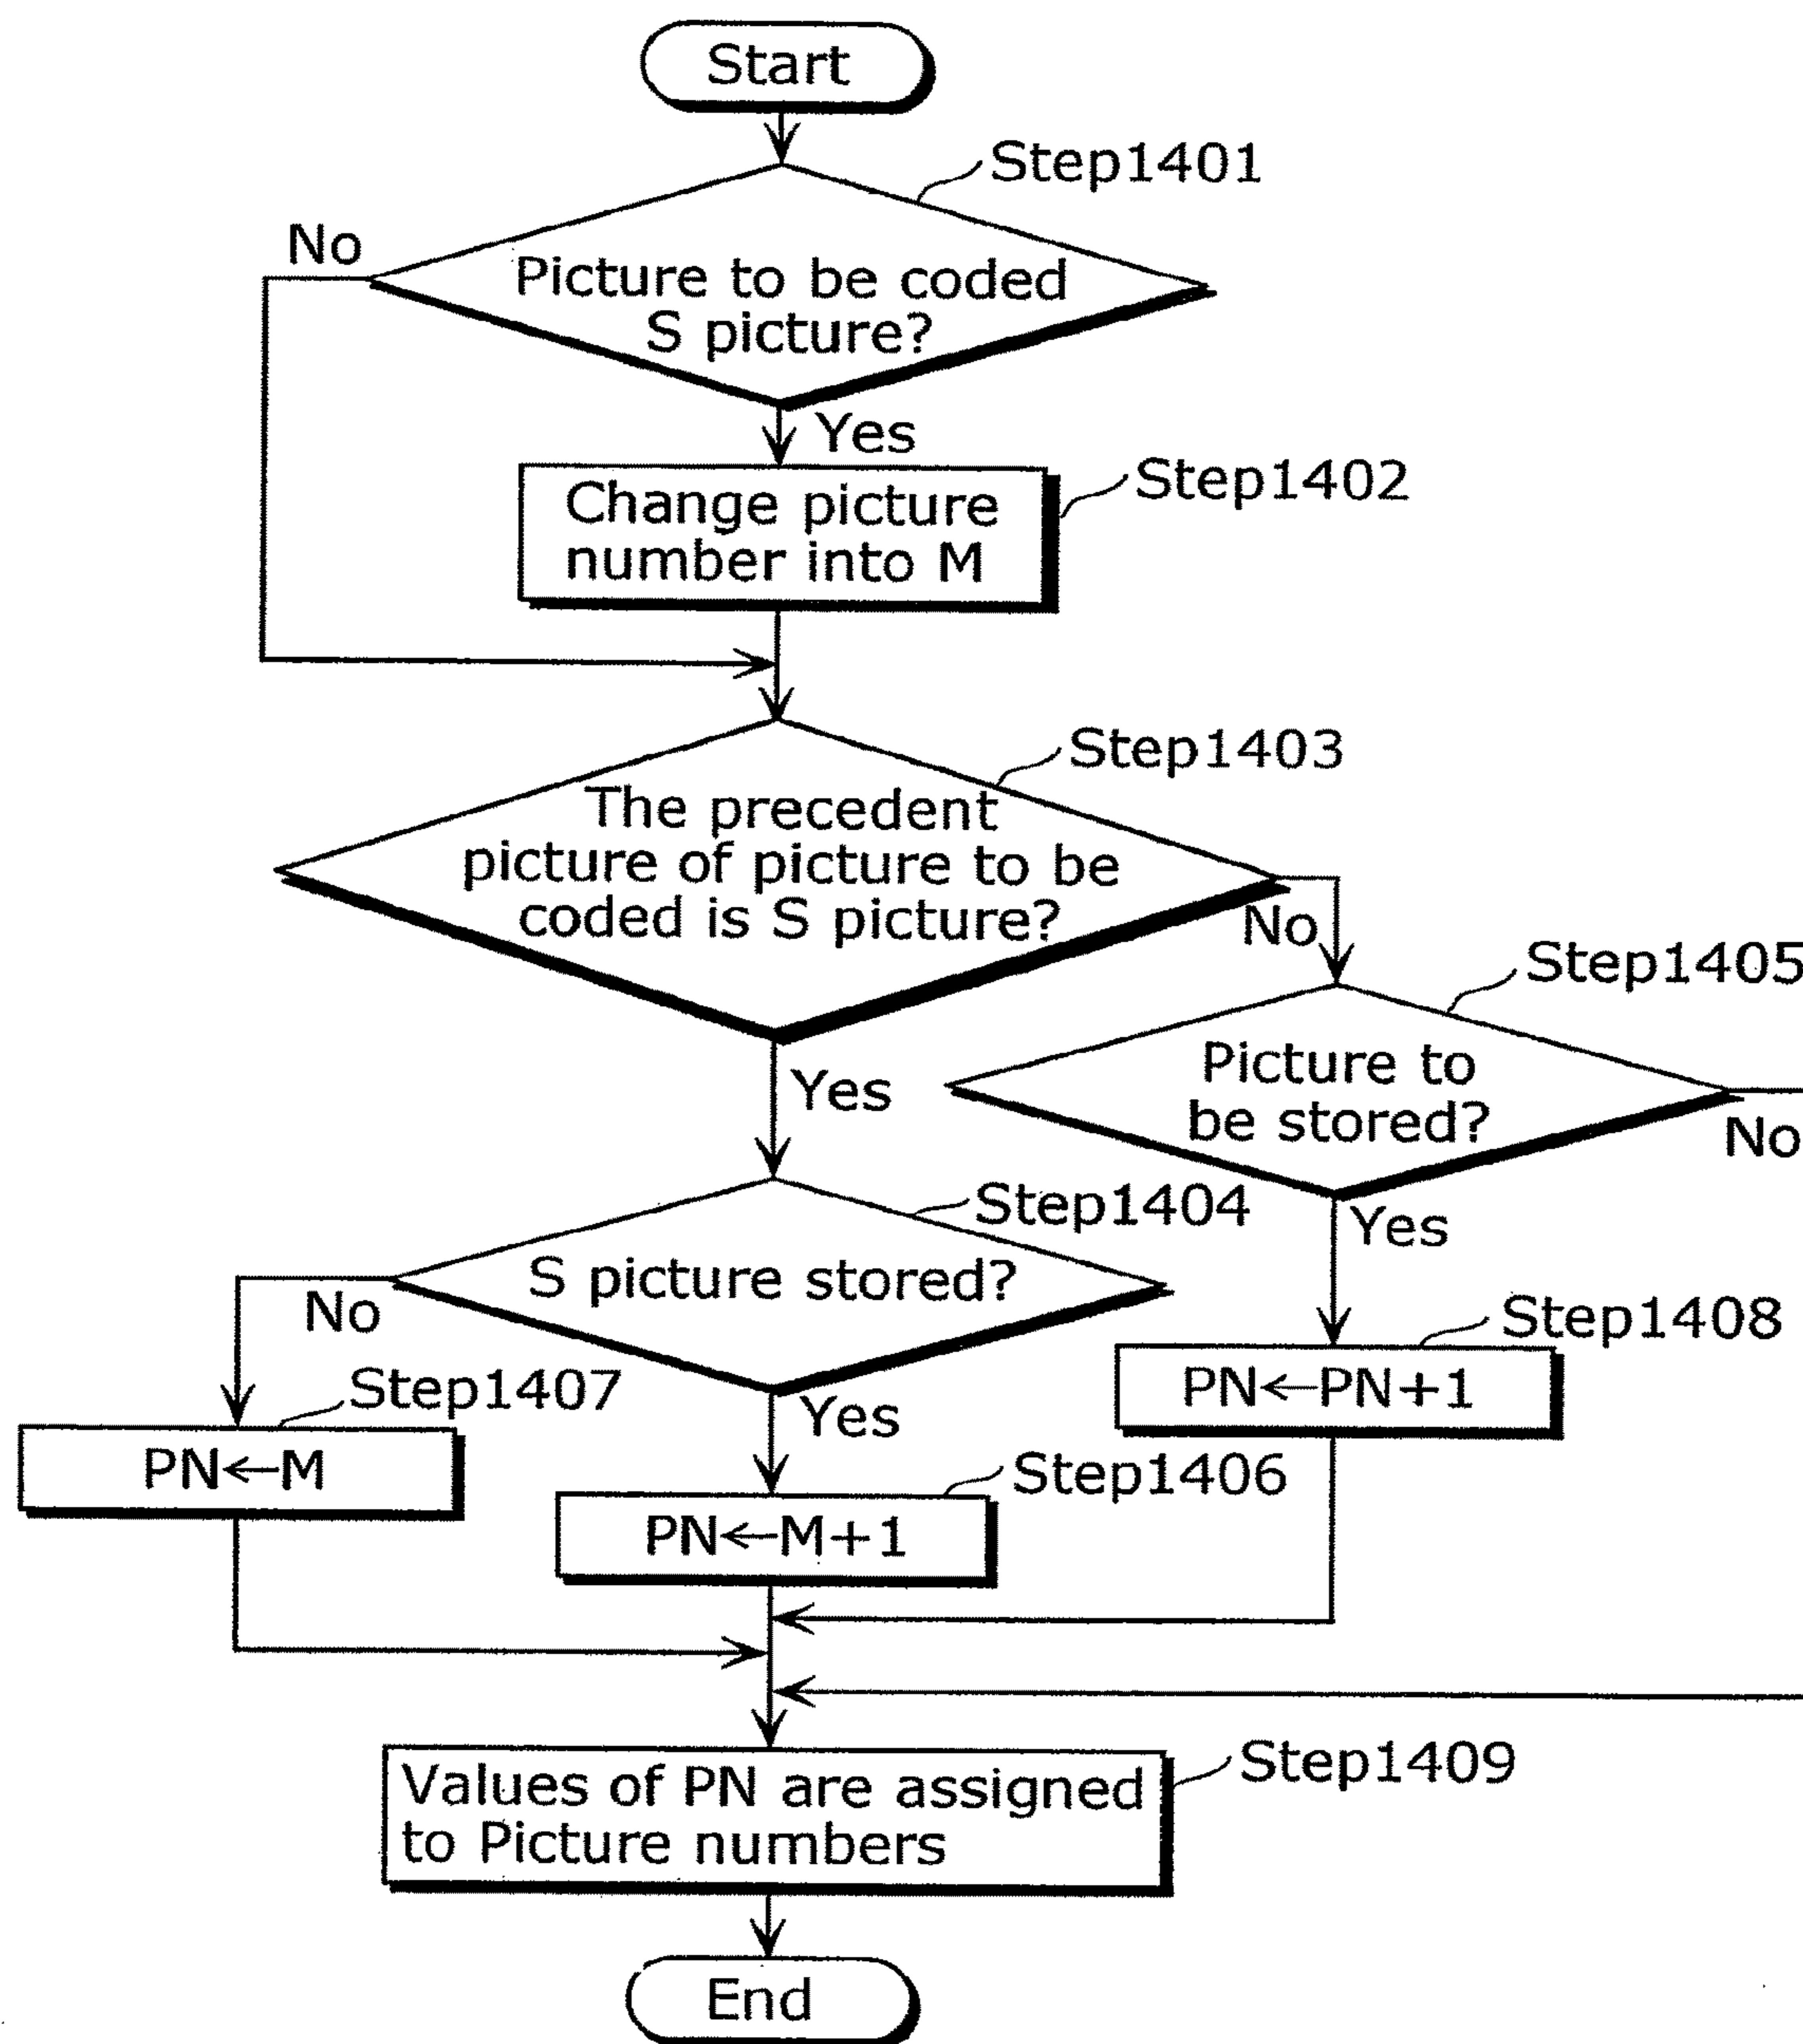 Start
Step1401
No
Picture to be coded
S picture?
Yes
Step1402
Change picture
number into M
Step1403
The precedent
picture of picture to be
coded is S picture?
No
Step1405
Yes
Picture to
be stored?
No
Step1404
Yes
S picture stored?
No
Step1408
Step1407
Yes
PN←PN+1
PN←M
Step1406
PN←M+1
Step1409
Values of PN are assigned
to Picture numbers
End